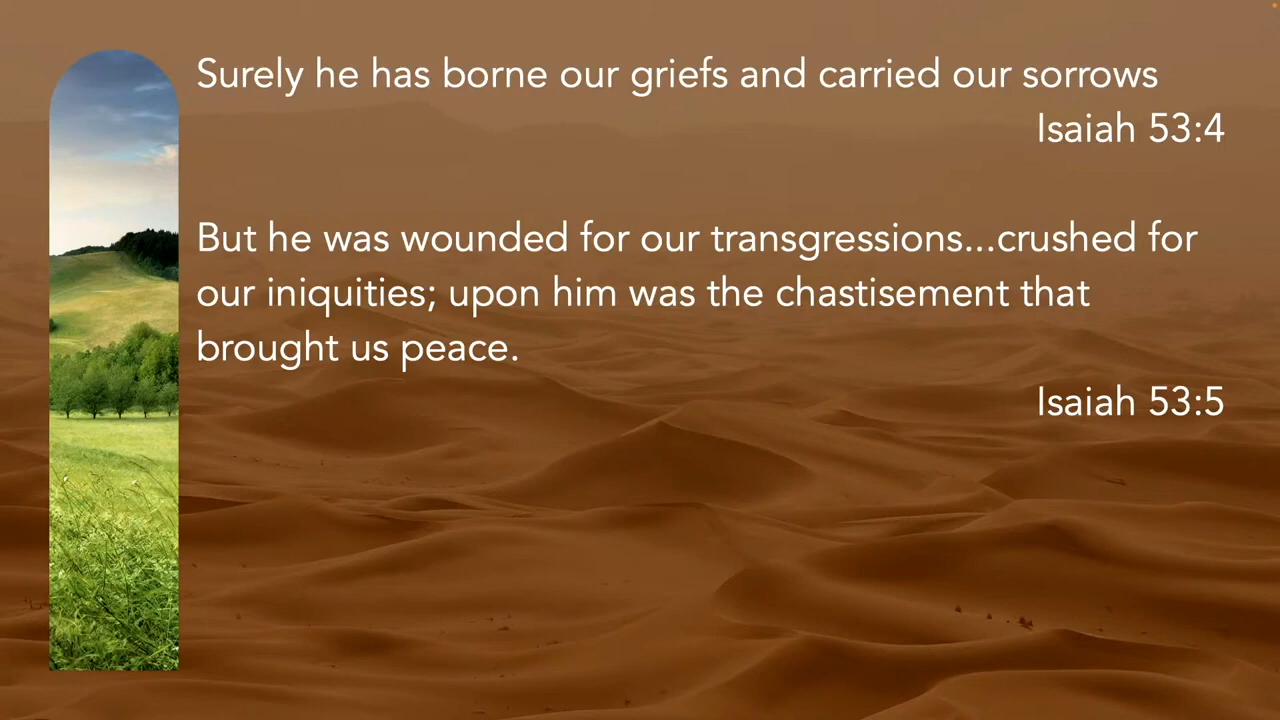 Surely he has borne our griefs and carried our sorrows
Isaiah 53:4
But he was wounded for our transgressions...crushed for
our iniquities; upon him was the chastisement that
brought us peace.
Isaiah 53:5